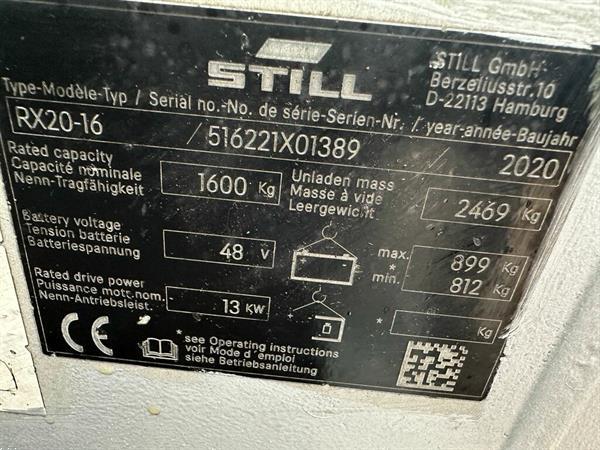 STILL
STILL GmbH
Berzeliusstr.10
D-22113 Hamburg
Type-Modèle-Typ / Serial no.-No. de série-Serien-Nr. / year-année-Baujahr
RX20-16 / 516221X01389 / 2020
Rated capacity
Capacité nominale
Nenn-Tragfähigkeit
1600 Kg
Unladen mass
Masse à vide
Leergewicht
2469 Kg
Battery voltage
Tension batterie
Batteriespannung
48 V
max. 899 Kg
*
min. 812 Kg
Rated drive power
Puissance mott.nom.
Nenn-Antriebsleist.
13 KW
* Kg
CE
*see Operating instructions
voir Mode d'emploi
siehe Betriebsanleitung